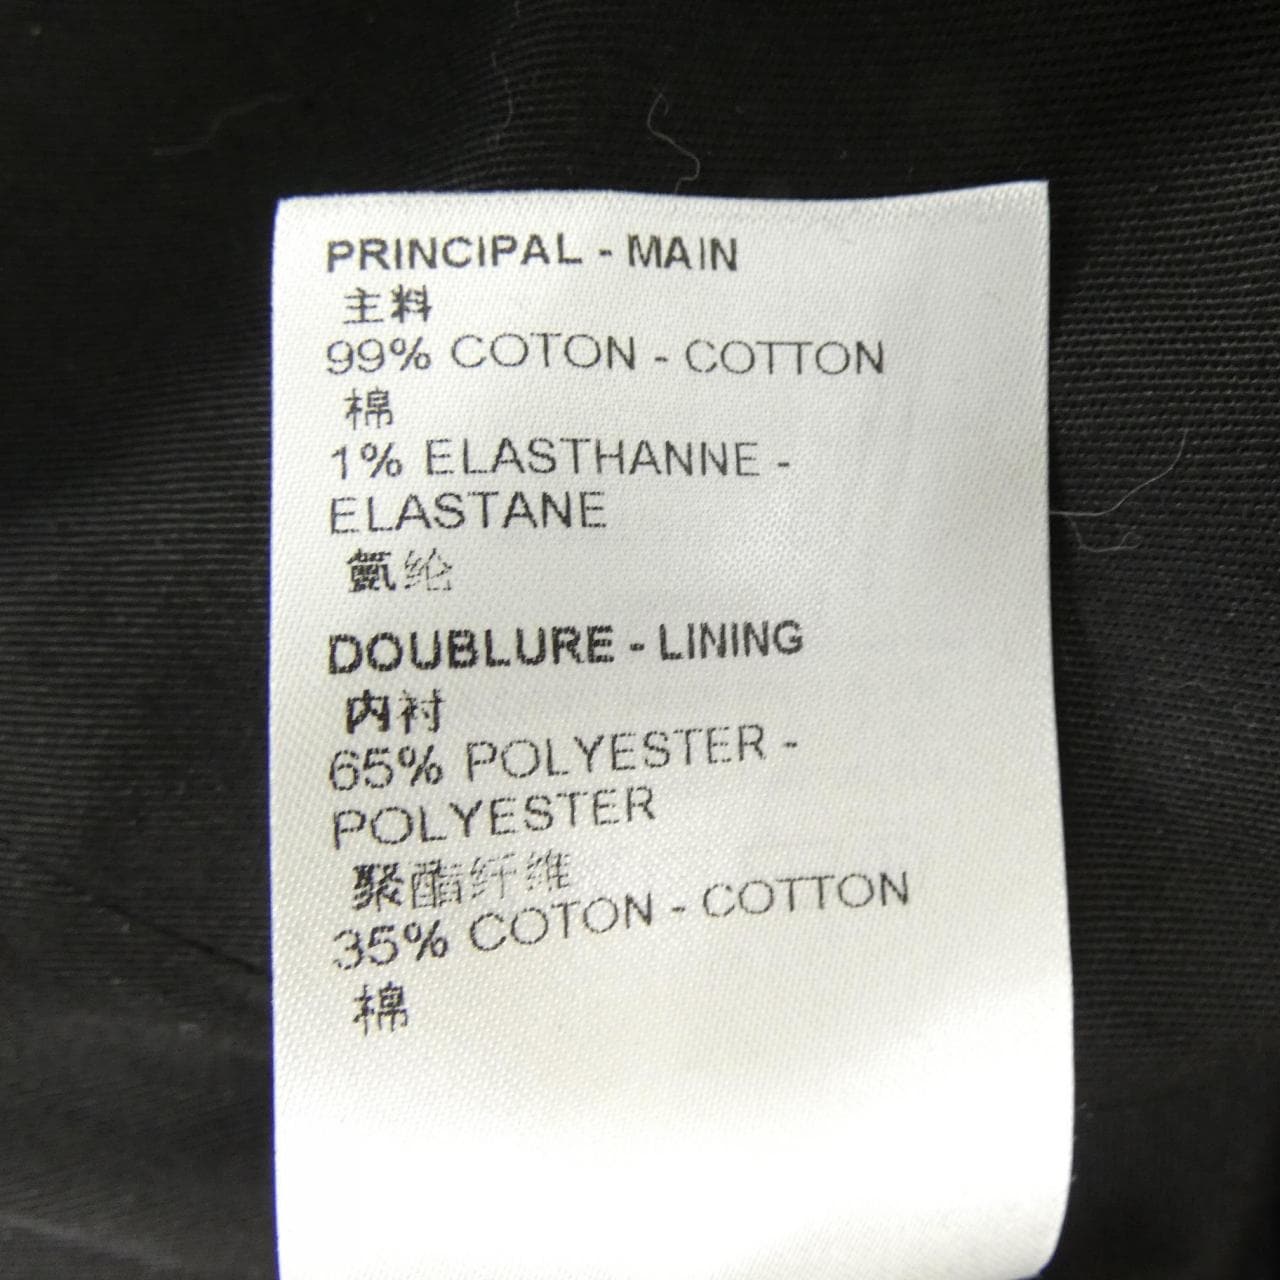 PRINCIPAL - MAIN
主料
99% COTON - COTTON
棉
1% ELASTHANNE -
ELASTANE
氨纶
DOUBLURE - LINING
内衬
65% POLYESTER -
POLYESTER
聚酯纤维
35% COTON - COTTON
棉